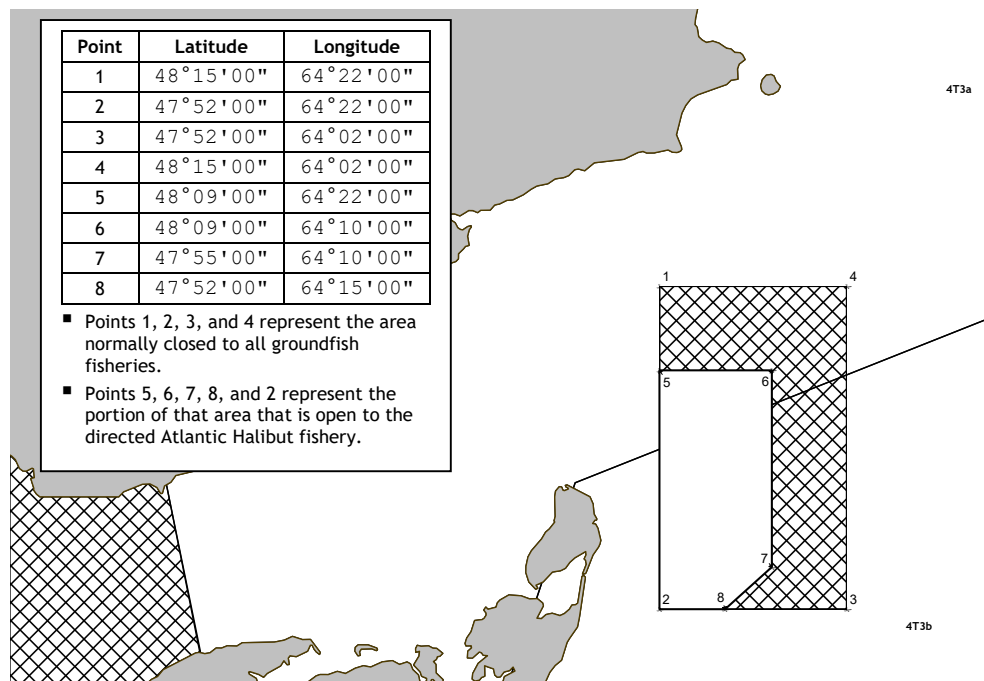 Point Latitude Longitude
1 48°15'00" 64°22'00"
2 47°52'00" 64°22'00"
3 47°52'00" 64°02'00"
4 48°15'00" 64°02'00"
5 48°09'00" 64°22'00"
6 48°09'00" 64°10'00"
7 47°55'00" 64°10'00"
8 47°52'00" 64°15'00"
▪ Points 1, 2, 3, and 4 represent the area
normally closed to all groundfish
fisheries.
▪ Points 5, 6, 7, 8, and 2 represent the
portion of that area that is open to the
directed Atlantic Halibut fishery.
4T3a
1 4
5 6
7
2 8 3
4T3b